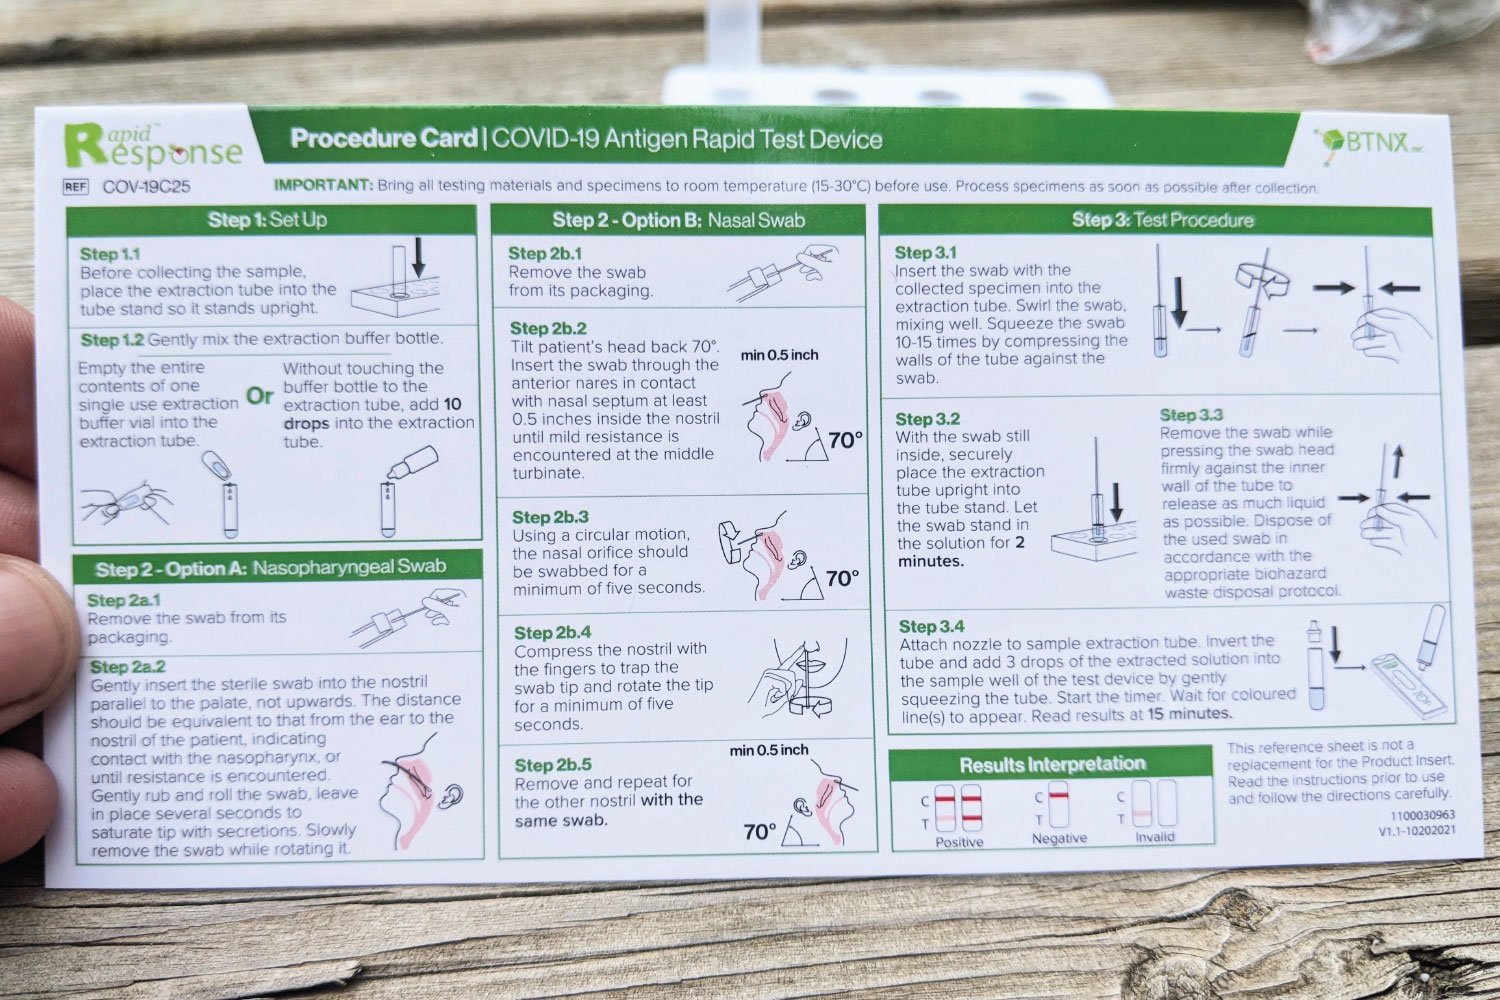 Rapid™
Response
Procedure Card | COVID-19 Antigen Rapid Test Device
BTNX INC.
REF COV-19C25
IMPORTANT: Bring all testing materials and specimens to room temperature (15-30°C) before use. Process specimens as soon as possible after collection.
Step 1: Set Up
Step 1.1
Before collecting the sample,
place the extraction tube into the
tube stand so it stands upright.
Step 1.2 Gently mix the extraction buffer bottle.
Empty the entire
contents of one
single use extraction
buffer vial into the
extraction tube.
Or
Without touching the
buffer bottle to the
extraction tube, add 10
drops into the extraction
tube.
Step 2 - Option A: Nasopharyngeal Swab
Step 2a.1
Remove the swab from its
packaging.
Step 2a.2
Gently insert the sterile swab into the nostril
parallel to the palate, not upwards. The distance
should be equivalent to that from the ear to the
nostril of the patient, indicating
contact with the nasopharynx, or
until resistance is encountered.
Gently rub and roll the swab, leave
in place several seconds to
saturate tip with secretions. Slowly
remove the swab while rotating it.
Step 2 - Option B: Nasal Swab
Step 2b.1
Remove the swab
from its packaging.
Step 2b.2
Tilt patient's head back 70°.
Insert the swab through the
anterior nares in contact
with nasal septum at least
0.5 inches inside the nostril
until mild resistance is
encountered at the middle
turbinate.
min 0.5 inch
70°
Step 2b.3
Using a circular motion,
the nasal orifice should
be swabbed for a
minimum of five seconds.
70°
Step 2b.4
Compress the nostril with
the fingers to trap the
swab tip and rotate the tip
for a minimum of five
seconds.
Step 2b.5
Remove and repeat for
the other nostril with the
same swab.
min 0.5 inch
70°
Step 3: Test Procedure
Step 3.1
Insert the swab with the
collected specimen into the
extraction tube. Swirl the swab,
mixing well. Squeeze the swab
10-15 times by compressing the
walls of the tube against the
swab.
Step 3.2
With the swab still
inside, securely
place the extraction
tube upright into
the tube stand. Let
the swab stand in
the solution for 2
minutes.
Step 3.3
Remove the swab while
pressing the swab head
firmly against the inner
wall of the tube to
release as much liquid
as possible. Dispose of
the used swab in
accordance with the
appropriate biohazard
waste disposal protocol.
Step 3.4
Attach nozzle to sample extraction tube. Invert the
tube and add 3 drops of the extracted solution into
the sample well of the test device by gently
squeezing the tube. Start the timer. Wait for coloured
line(s) to appear. Read results at 15 minutes.
Results Interpretation
C
T
Positive
C
T
Negative
C
T
Invalid
This reference sheet is not a
replacement for the Product Insert.
Read the instructions prior to use
and follow the directions carefully.
1100030963
V1.1-10202021